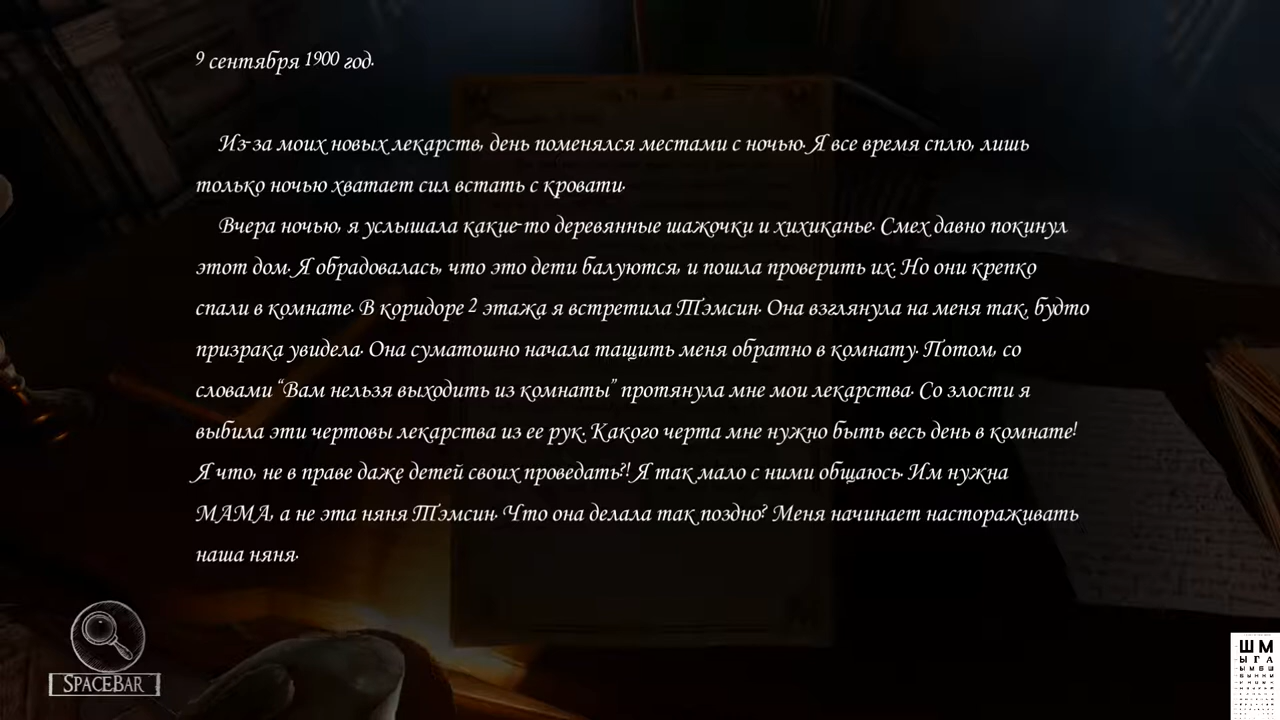 9 сентября 1900 год.
Из-за моих новых лекарств, день поменялся местами с ночью. Я все время сплю, лишь
только ночью хватает сил встать с кровати.
Вчера ночью, я услышала какие-то деревянные шажочки и хихиканье. Смех давно покинул
этот дом. Я обрадовалась, что это дети балуются, и пошла проверить их. Но они крепко
спали в комнате. В коридоре 2 этажа я встретила Тэмсин. Она взглянула на меня так, будто
призрака увидела. Она суматошно начала тащить меня обратно в комнату. Потом, со
словами “Вам нельзя выходить из комнаты” протянула мне мои лекарства. Со злости я
выбила эти чертовы лекарства из ее рук. Какого черта мне нужно быть весь день в комнате!
Я что, не в праве даже детей своих проведать?! Я так мало с ними общаюсь. Им нужна
МАМА, а не эта няня Тэмсин. Что она делала так поздно? Меня начинает настораживать
наша няня.
SPACEBAR
Ш М
Ы Г А
Ы М Б Ш